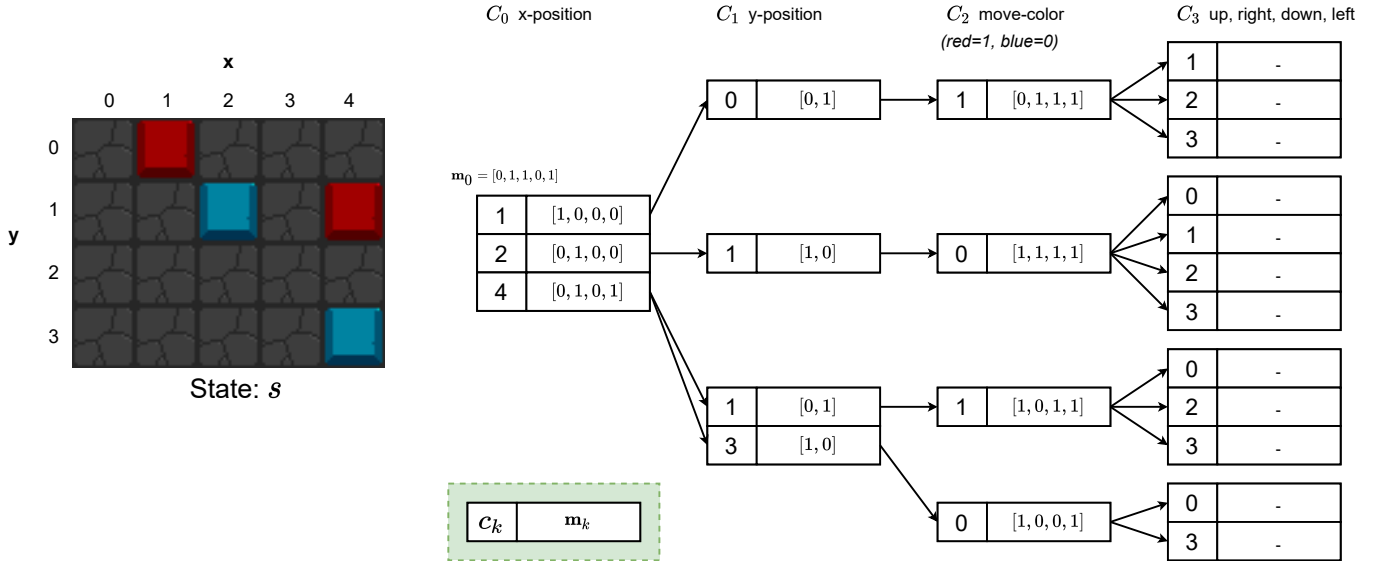 C₀ x-position
C₁ y-position
C₂ move-color
(red=1, blue=0)
C₃ up, right, down, left
x
0 1 2 3 4
0
1
y
2
3
State: s
m₀ = [0, 1, 1, 0, 1]
1 [1, 0, 0, 0]
2 [0, 1, 0, 0]
4 [0, 1, 0, 1]
0 [0, 1]
1 [1, 0]
1 [0, 1]
3 [1, 0]
1 [0, 1, 1, 1]
0 [1, 1, 1, 1]
1 [1, 0, 1, 1]
0 [1, 0, 0, 1]
1 -
2 -
3 -
0 -
1 -
2 -
3 -
0 -
2 -
3 -
0 -
3 -
cₖ mₖ